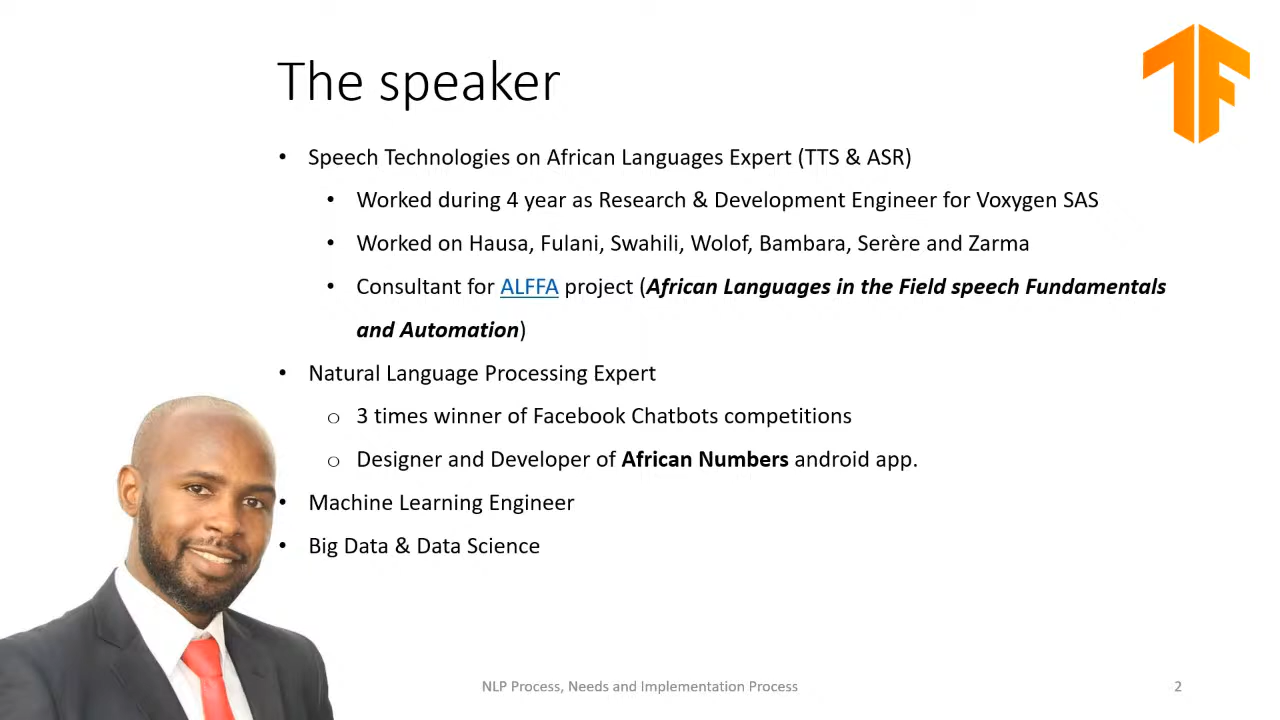 The speaker
• Speech Technologies on African Languages Expert (TTS & ASR)
• Worked during 4 year as Research & Development Engineer for Voxygen SAS
• Worked on Hausa, Fulani, Swahili, Wolof, Bambara, Serère and Zarma
• Consultant for ALFFA project (African Languages in the Field speech Fundamentals
and Automation)
• Natural Language Processing Expert
o 3 times winner of Facebook Chatbots competitions
o Designer and Developer of African Numbers android app.
• Machine Learning Engineer
• Big Data & Data Science
NLP Process, Needs and Implementation Process
2